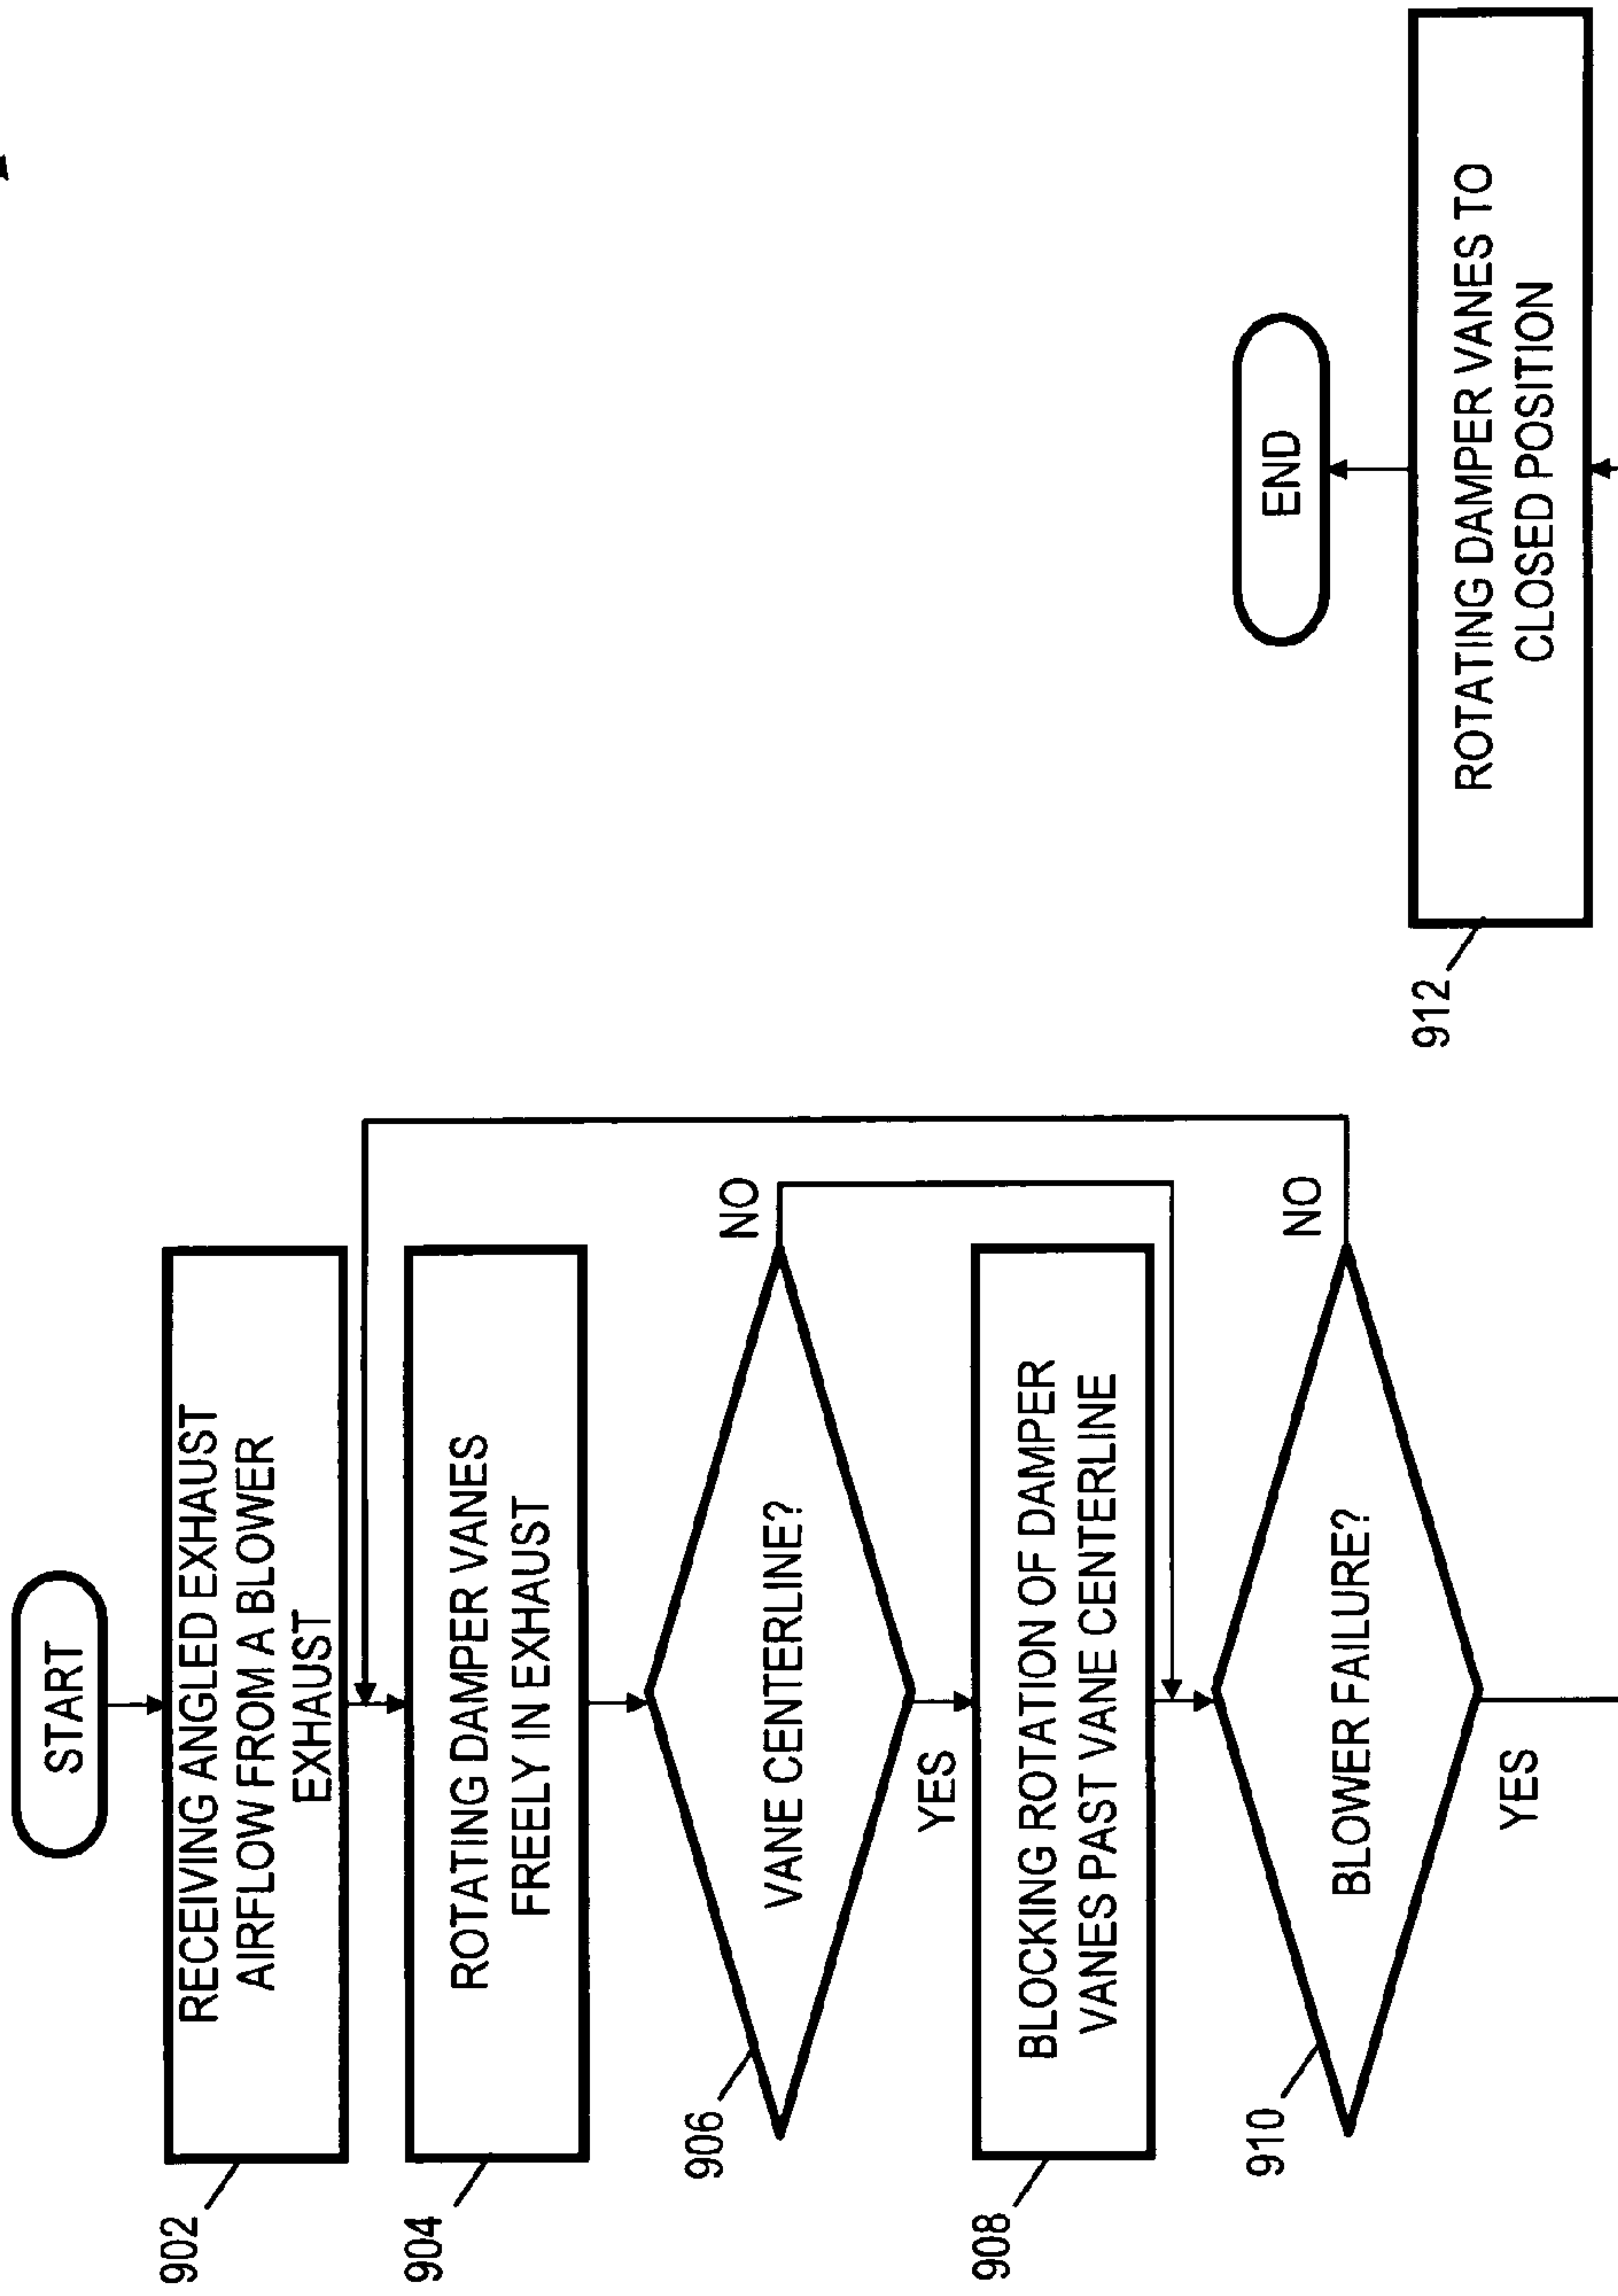 START
902
RECEIVING ANGLED EXHAUST
AIRFLOW FROM A BLOWER
EXHAUST
904
ROTATING DAMPER VANES
FREELY IN EXHAUST
906
VANE CENTERLINE?
NO
YES
908
BLOCKING ROTATION OF DAMPER
VANES PAST VANE CENTERLINE
910
BLOWER FAILURE?
NO
YES
912
ROTATING DAMPER VANES TO
CLOSED POSITION
END